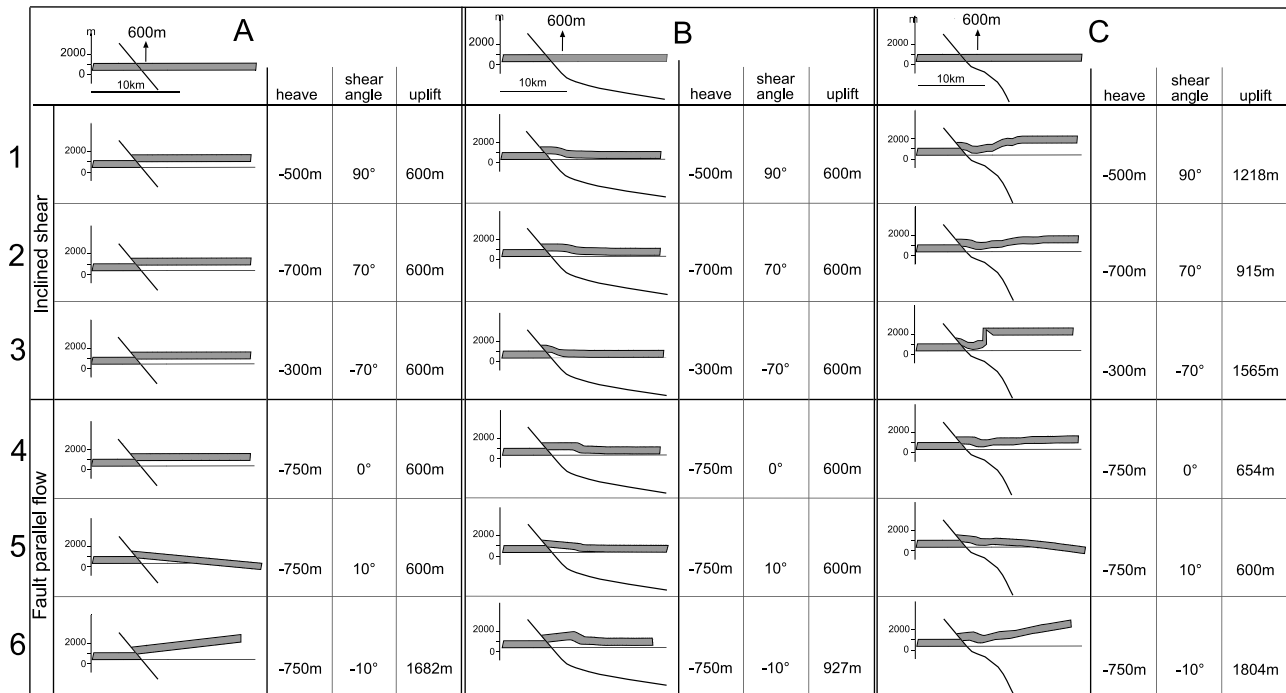 A
600m
m
2000
0
10km
heave
shear
angle
uplift
B
600m
m
2000
0
10km
heave
shear
angle
uplift
C
600m
m
2000
0
10km
heave
shear
angle
uplift
Inclined shear
1
2000
0
-500m 90° 600m
2000
0
-500m 90° 600m
2000
0
-500m 90° 1218m
2
2000
0
-700m 70° 600m
2000
0
-700m 70° 600m
2000
0
-700m 70° 915m
3
2000
0
-300m -70° 600m
2000
0
-300m -70° 600m
2000
0
-300m -70° 1565m
Fault parallel flow
4
2000
0
-750m 0° 600m
2000
0
-750m 0° 600m
2000
0
-750m 0° 654m
5
2000
0
-750m 10° 600m
2000
0
-750m 10° 600m
2000
0
-750m 10° 600m
6
2000
0
-750m -10° 1682m
2000
0
-750m -10° 927m
2000
0
-750m -10° 1804m